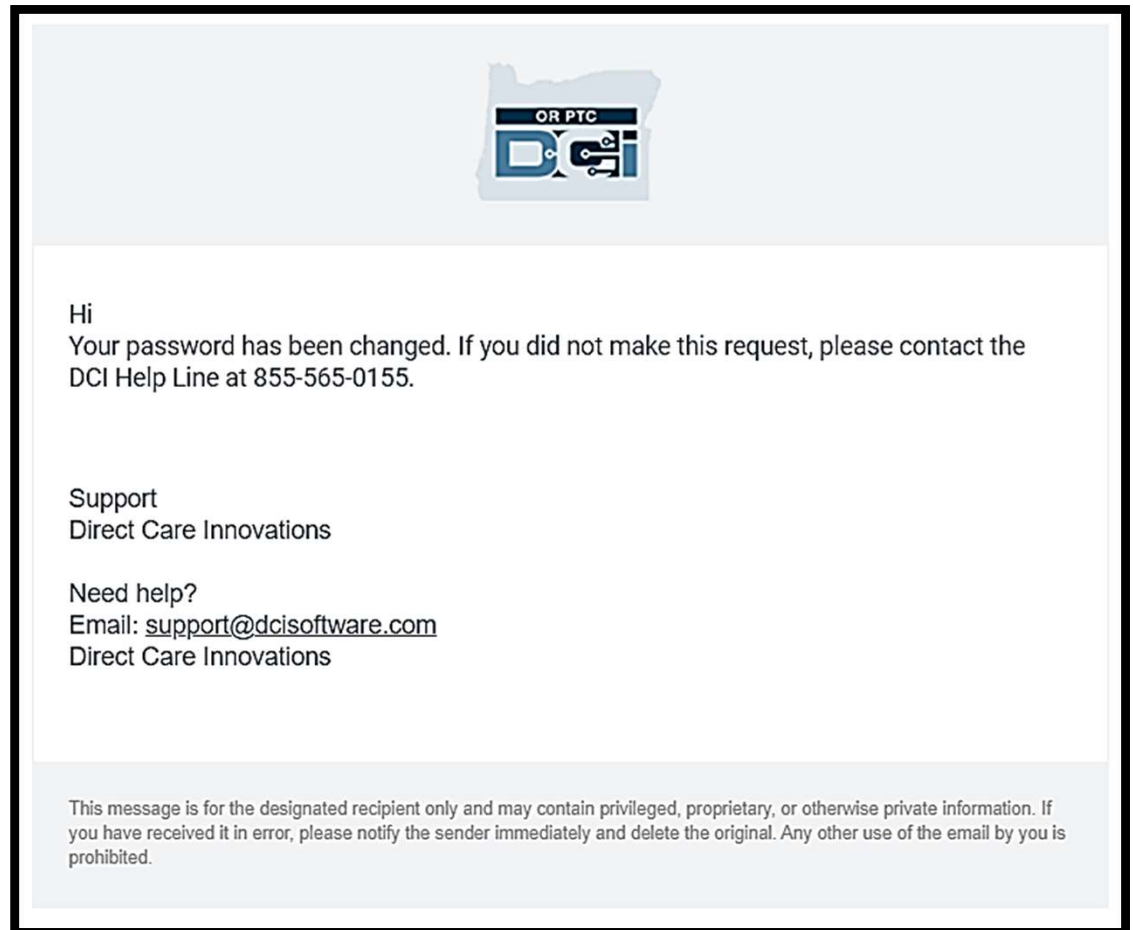 OR PTC
DCi
Hi
Your password has been changed. If you did not make this request, please contact the
DCI Help Line at 855-565-0155.
Support
Direct Care Innovations
Need help?
Email: support@dcisoftware.com
Direct Care Innovations
This message is for the designated recipient only and may contain privileged, proprietary, or otherwise private information. If
you have received it in error, please notify the sender immediately and delete the original. Any other use of the email by you is
prohibited.